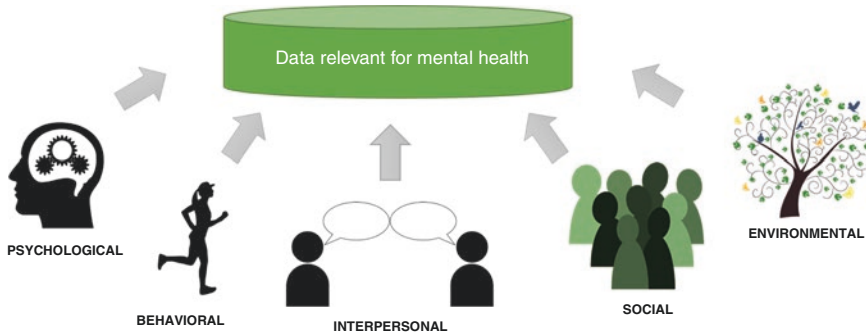 Data relevant for mental health
PSYCHOLOGICAL
BEHAVIORAL
INTERPERSONAL
SOCIAL
ENVIRONMENTAL